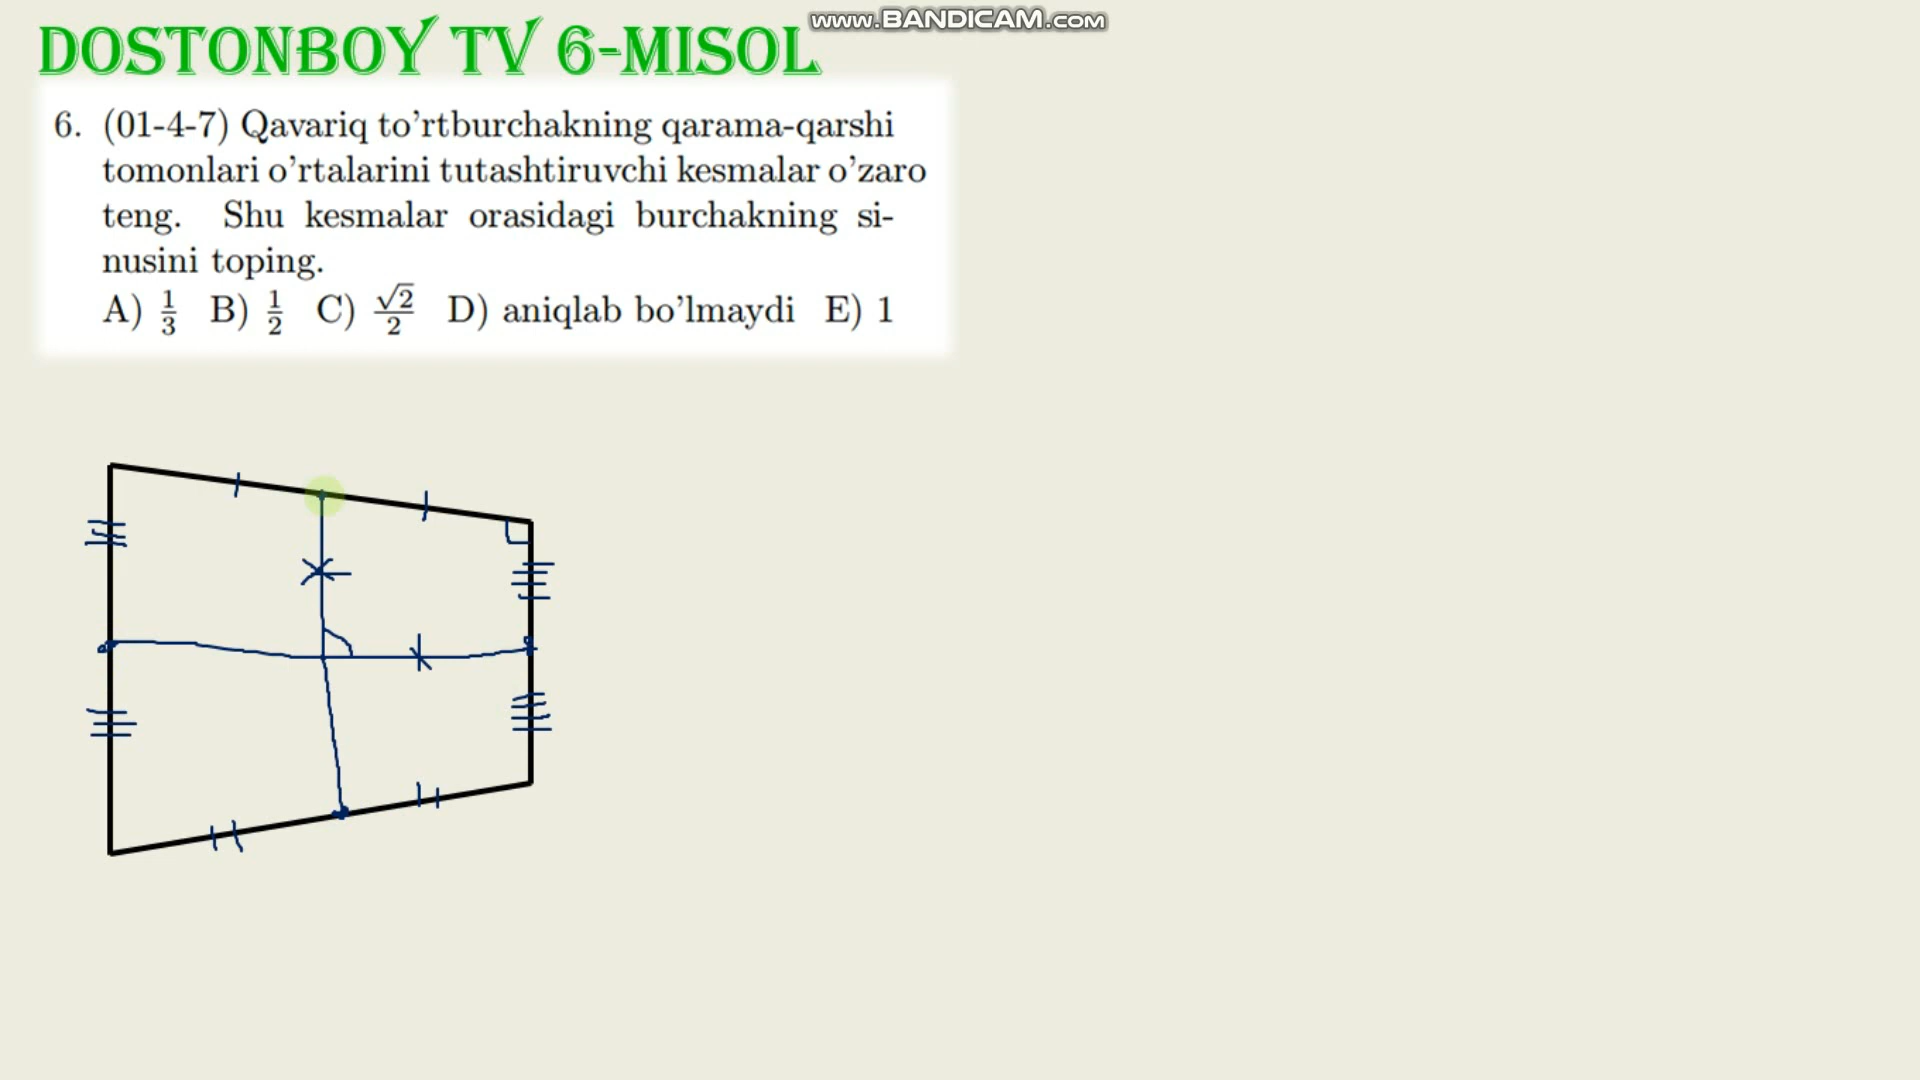 www.BANDICAM.com
DOSTONBOY TV 6-MISOL
6. (01-4-7) Qavariq to’rtburchakning qarama-qarshi
tomonlari o’rtalarini tutashtiruvchi kesmalar o’zaro
teng. Shu kesmalar orasidagi burchakning si-
nusini toping.
A) 1/3 B) 1/2 C) √2/2 D) aniqlab bo’lmaydi E) 1